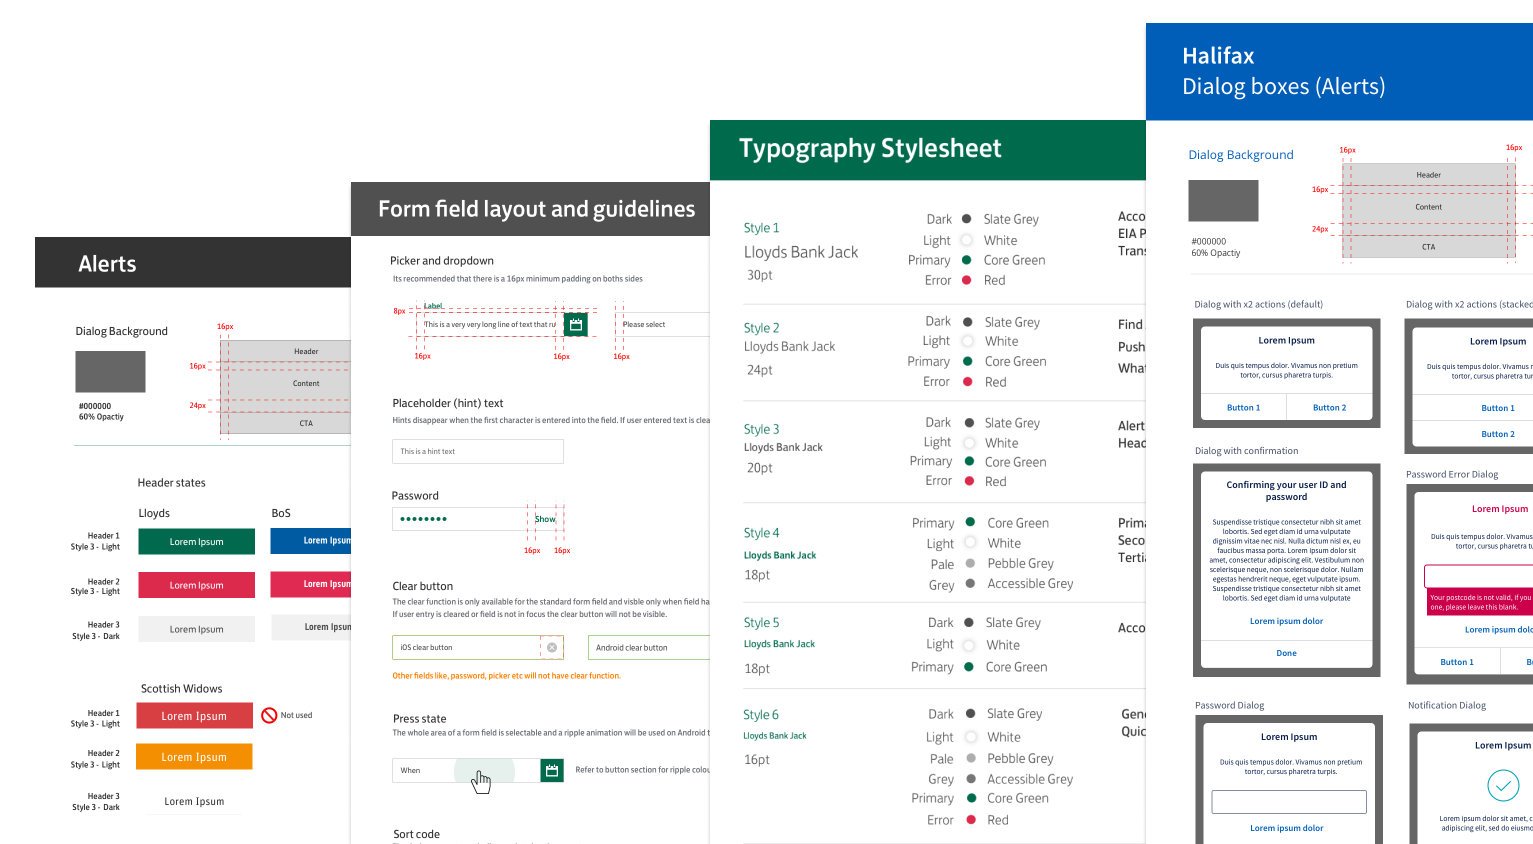 Alerts
Dialog Background
16px
Header
16px
Content
24px
#000000
60% Opactiy
CTA
Header states
Lloyds
BoS
Header 1
Style 3 - Light
Lorem Ipsum
Lorem Ipsum
Header 2
Style 3 - Light
Lorem Ipsum
Lorem Ipsum
Header 3
Style 3 - Dark
Lorem Ipsum
Lorem Ipsum
Scottish Widows
Header 1
Style 3 - Light
Lorem Ipsum
Not used
Header 2
Style 3 - Light
Lorem Ipsum
Header 3
Style 3 - Dark
Lorem Ipsum
Form field layout and guidelines
Picker and dropdown
Its recommended that there is a 16px minimum padding on boths sides
Label
8px
This is a very very long line of text that ru
Please select
16px
16px
16px
Placeholder (hint) text
Hints disappear when the first character is entered into the field. If user entered text is clea
This is a hint text
Password
Show
16px
16px
Clear button
The clear function is only available for the standard form field and visble only when field ha
If user entry is cleared or field is not in focus the clear button will not be visible.
iOS clear button
Android clear button
Other fields like, password, picker etc will not have clear function.
Press state
The whole area of a form field is selectable and a ripple animation will be used on Android t
When
Refer to button section for ripple colou
Sort code
Typography Stylesheet
Style 1
Lloyds Bank Jack
30pt
Dark Slate Grey
Light White
Primary Core Green
Error Red
Acco
EIA P
Trans
Style 2
Lloyds Bank Jack
24pt
Dark Slate Grey
Light White
Primary Core Green
Error Red
Find
Push
What
Style 3
Lloyds Bank Jack
20pt
Dark Slate Grey
Light White
Primary Core Green
Error Red
Alert
Head
Style 4
Lloyds Bank Jack
18pt
Primary Core Green
Light White
Pale Pebble Grey
Grey Accessible Grey
Prima
Seco
Tertia
Style 5
Lloyds Bank Jack
18pt
Dark Slate Grey
Light White
Primary Core Green
Acco
Style 6
Lloyds Bank Jack
16pt
Dark Slate Grey
Light White
Pale Pebble Grey
Grey Accessible Grey
Primary Core Green
Error Red
Gene
Quic
Halifax
Dialog boxes (Alerts)
Dialog Background
16px
16px
Header
16px
Content
24px
#000000
60% Opactiy
CTA
Dialog with x2 actions (default)
Lorem Ipsum
Duis quis tempus dolor. Vivamus non pretium
tortor, cursus pharetra turpis.
Button 1
Button 2
Dialog with x2 actions (stacked
Lorem Ipsum
Duis quis tempus dolor. Vivamus n
tortor, cursus pharetra tur
Button 1
Button 2
Dialog with confirmation
Confirming your user ID and
password
Suspendisse tristique consectetur nibh sit amet
lobortis. Sed eget diam id urna vulputate
dignissim vitae nec nisl. Nulla dictum nisl ex, eu
faucibus massa porta. Lorem ipsum dolor sit
amet, consectetur adipiscing elit. Vestibulum non
scelerisque neque, non scelerisque dolor. Nullam
egestas hendrerit neque, eget vulputate ipsum.
Suspendisse tristique consectetur nibh sit amet
lobortis. Sed eget diam id urna vulputate
Lorem ipsum dolor
Done
Password Error Dialog
Lorem Ipsum
Duis quis tempus dolor. Vivamus
tortor, cursus pharetra tu
Your postcode is not valid, if you
one, please leave this blank.
Lorem ipsum dolo
Button 1
B
Password Dialog
Lorem Ipsum
Duis quis tempus dolor. Vivamus non pretium
tortor, cursus pharetra turpis.
Lorem ipsum dolor
Notification Dialog
Lorem Ipsum
Lorem ipsum dolor sit amet, c
adipiscing elit, sed do eiusmo